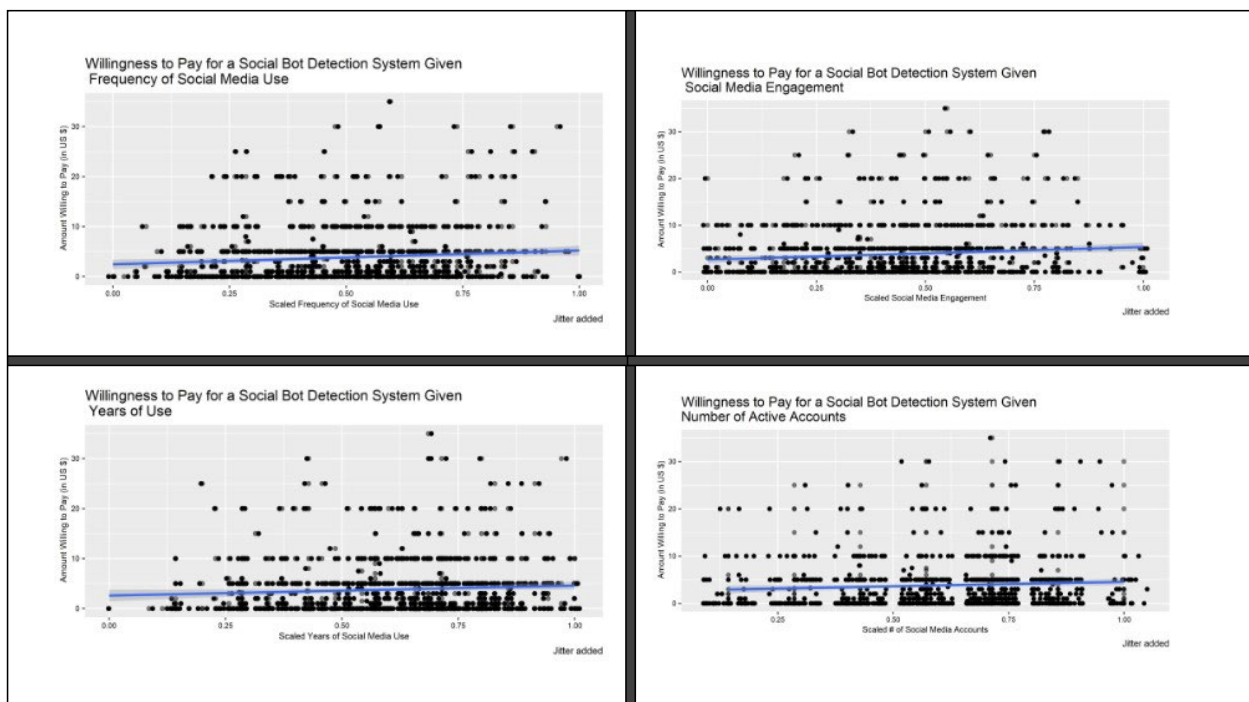 Willingness to Pay for a Social Bot Detection System Given
Frequency of Social Media Use
Amount Willing to Pay (in US $)
30
20
10
0
0.00 0.25 0.50 0.75 1.00
Scaled Frequency of Social Media Use
Jitter added
Willingness to Pay for a Social Bot Detection System Given
Social Media Engagement
Amount Willing to Pay (in US $)
30
20
10
0
0.00 0.25 0.50 0.75 1.00
Scaled Social Media Engagement
Jitter added
Willingness to Pay for a Social Bot Detection System Given
Years of Use
Amount Willing to Pay (in US $)
30
20
10
0
0.00 0.25 0.50 0.75 1.00
Scaled Years of Social Media Use
Jitter added
Willingness to Pay for a Social Bot Detection System Given
Number of Active Accounts
Amount Willing to Pay (in US $)
30
20
10
0
0.25 0.50 0.75 1.00
Scaled # of Social Media Accounts
Jitter added